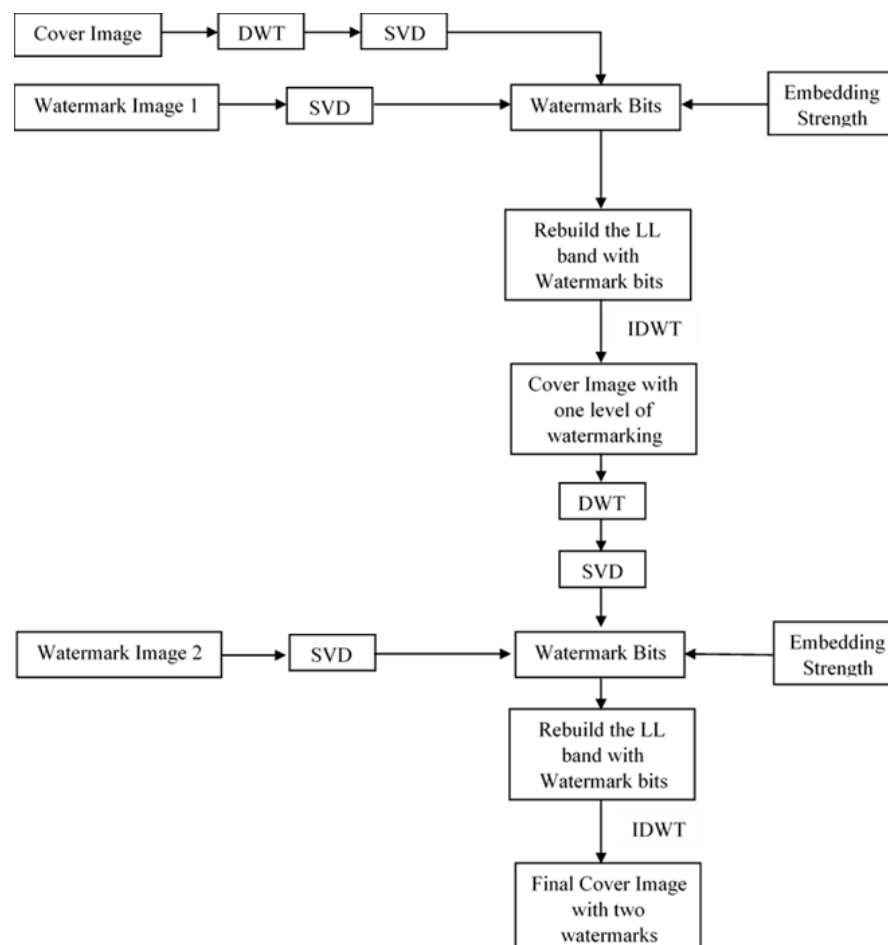 Cover Image
DWT
SVD
Watermark Image 1
SVD
Watermark Bits
Embedding
Strength
Rebuild the LL
band with
Watermark bits
IDWT
Cover Image with
one level of
watermarking
DWT
SVD
Watermark Image 2
SVD
Watermark Bits
Embedding
Strength
Rebuild the LL
band with
Watermark bits
IDWT
Final Cover Image
with two
watermarks